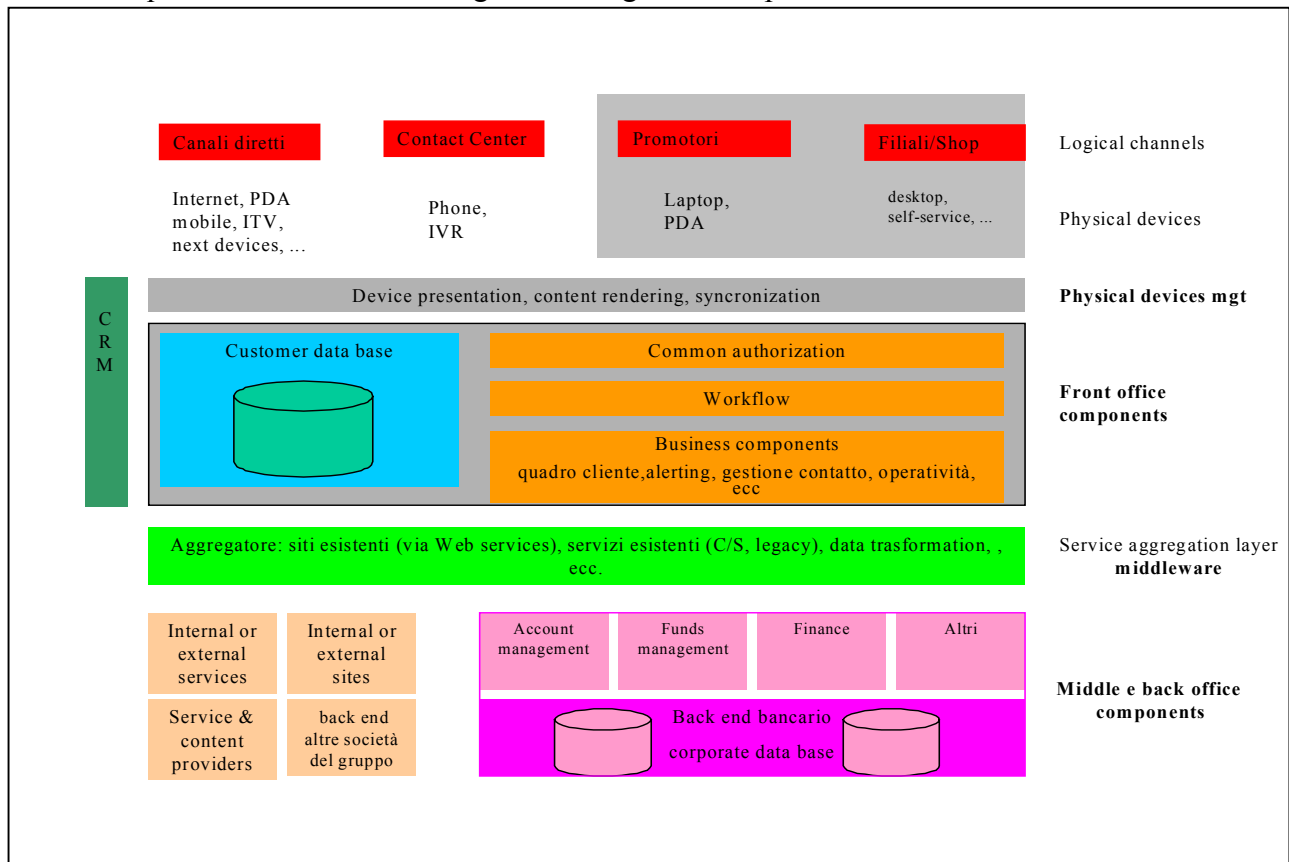 Canali diretti
Contact Center
Promotori
Filiali/Shop
Logical channels
Internet, PDA
mobile, ITV,
next devices, ...
Phone,
IVR
Laptop,
PDA
desktop,
self-service, ...
Physical devices
C
R
M
Device presentation, content rendering, syncronization
Physical devices mgt
Customer data base
Common authorization
Workflow
Business components
quadro cliente,alerting, gestione contatto, operatività,
ecc
Front office
components
Aggregatore: siti esistenti (via Web services), servizi esistenti (C/S, legacy), data trasformation, ,
ecc.
Service aggregation layer
middleware
Internal or
external
services
Internal or
external
sites
Account
management
Funds
management
Finance
Altri
Service &
content
providers
back end
altre società
del gruppo
Back end bancario
corporate data base
Middle e back office
components